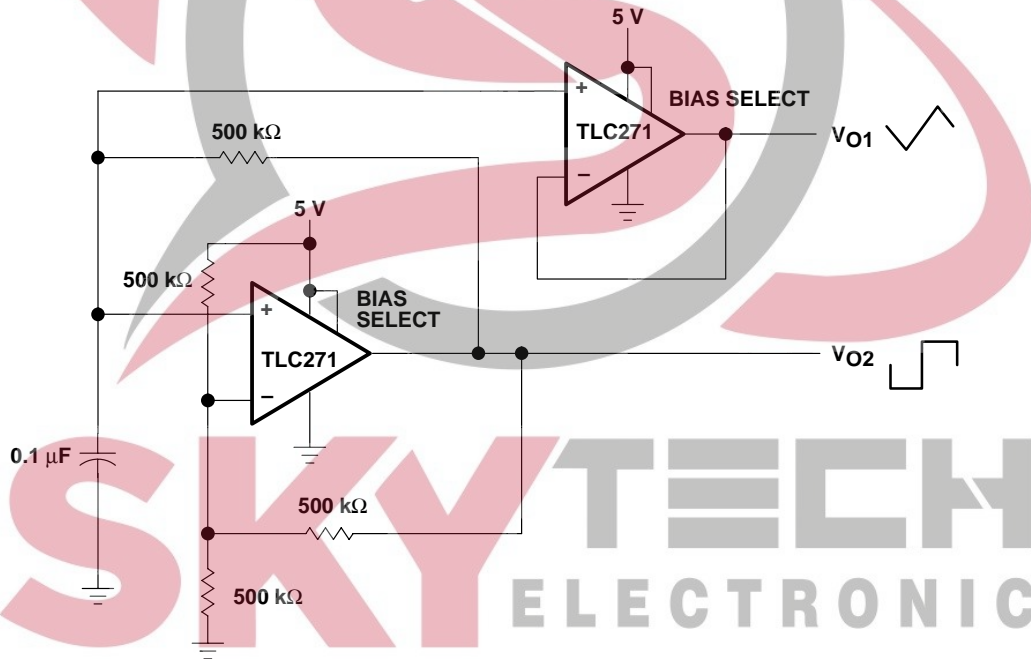 5 V
+
BIAS SELECT
TLC271
VO1
−
500 kΩ
5 V
500 kΩ
BIAS
SELECT
+
TLC271
VO2
−
0.1 μF
500 kΩ
500 kΩ
SKYTECH
ELECTRONIC